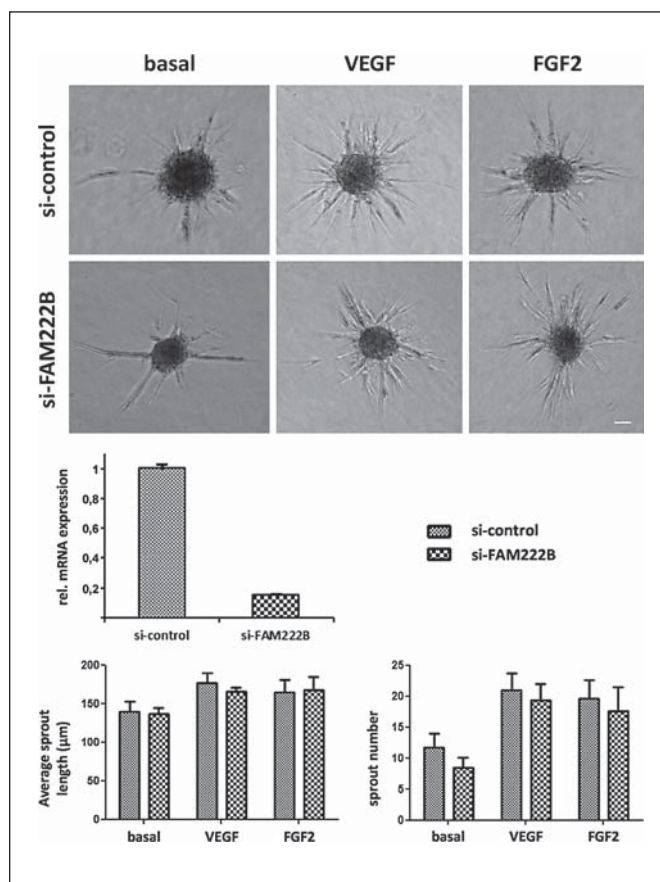 basal VEGF FGF2
si-control
si-FAM222B
rel. mRNA expression
1
0,8
0,6
0,4
0,2
si-control si-FAM222B
si-control
si-FAM222B
Average sprout
length (µm)
200
150
100
50
0
basal VEGF FGF2
sprout number
25
20
15
10
5
0
basal VEGF FGF2